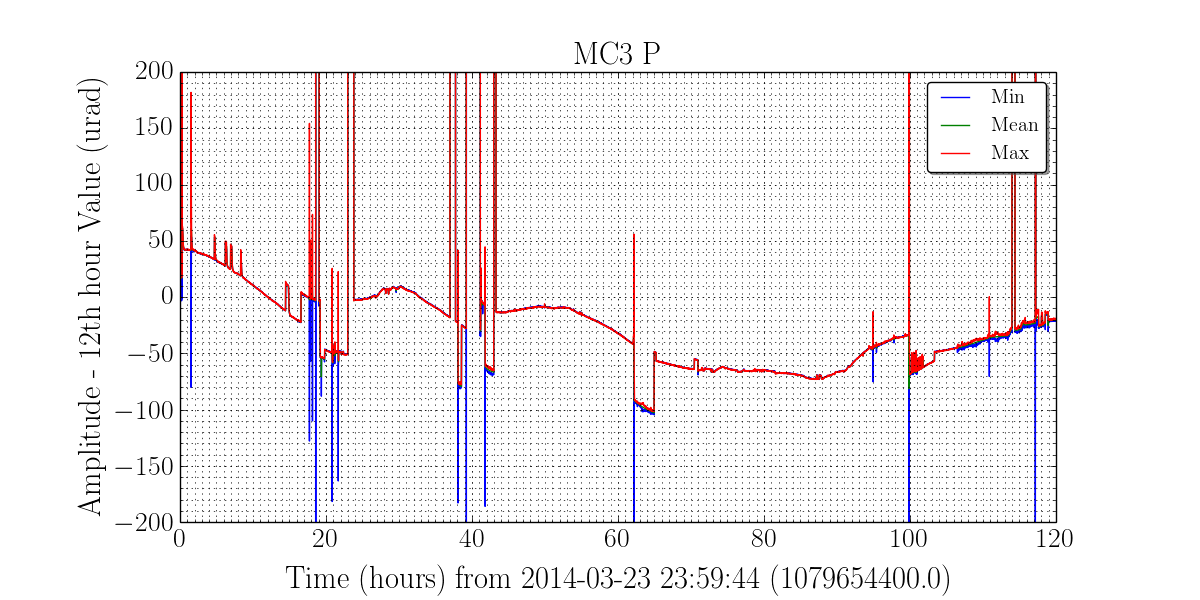 MC3 P
200
150
100
50
0
−50
−100
−150
−200
Amplitude - 12th hour Value (urad)
Min
Mean
Max
0 20 40 60 80 100 120
Time (hours) from 2014-03-23 23:59:44 (1079654400.0)